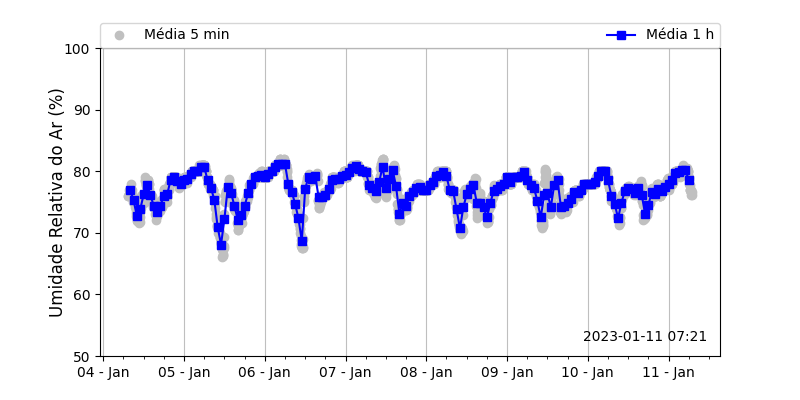 Média 5 min
Média 1 h
Umidade Relativa do Ar (%)
100
90
80
70
60
50
2023-01-11 07:21
04 - Jan
05 - Jan
06 - Jan
07 - Jan
08 - Jan
09 - Jan
10 - Jan
11 - Jan